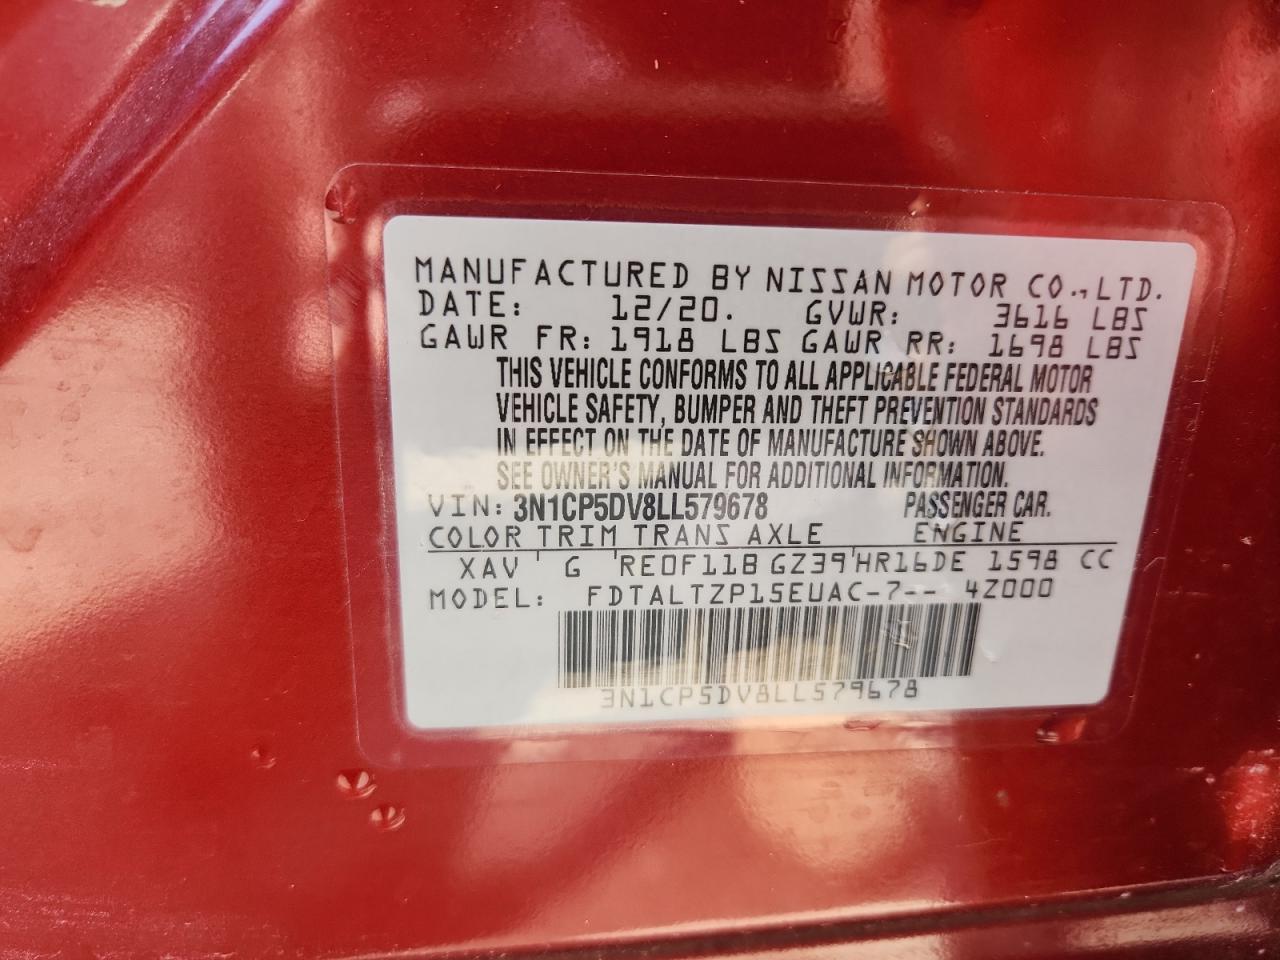 MANUFACTURED BY NISSAN MOTOR CO.,LTD.
DATE: 12/20. GVWR: 3616 LBS
GAWR FR: 1918 LBS GAWR RR: 1698 LBS
THIS VEHICLE CONFORMS TO ALL APPLICABLE FEDERAL MOTOR
VEHICLE SAFETY, BUMPER AND THEFT PREVENTION STANDARDS
IN EFFECT ON THE DATE OF MANUFACTURE SHOWN ABOVE.
SEE OWNER'S MANUAL FOR ADDITIONAL INFORMATION.
VIN: 3N1CP5DV8LL579678 PASSENGER CAR.
COLOR TRIM TRANS AXLE ENGINE
XAV ' G 'RE0F11B GZ39'HR16DE 1598 CC
MODEL: FDTALTZP15EUAC-7-- 4Z000
3N1CP5DV8LL579678